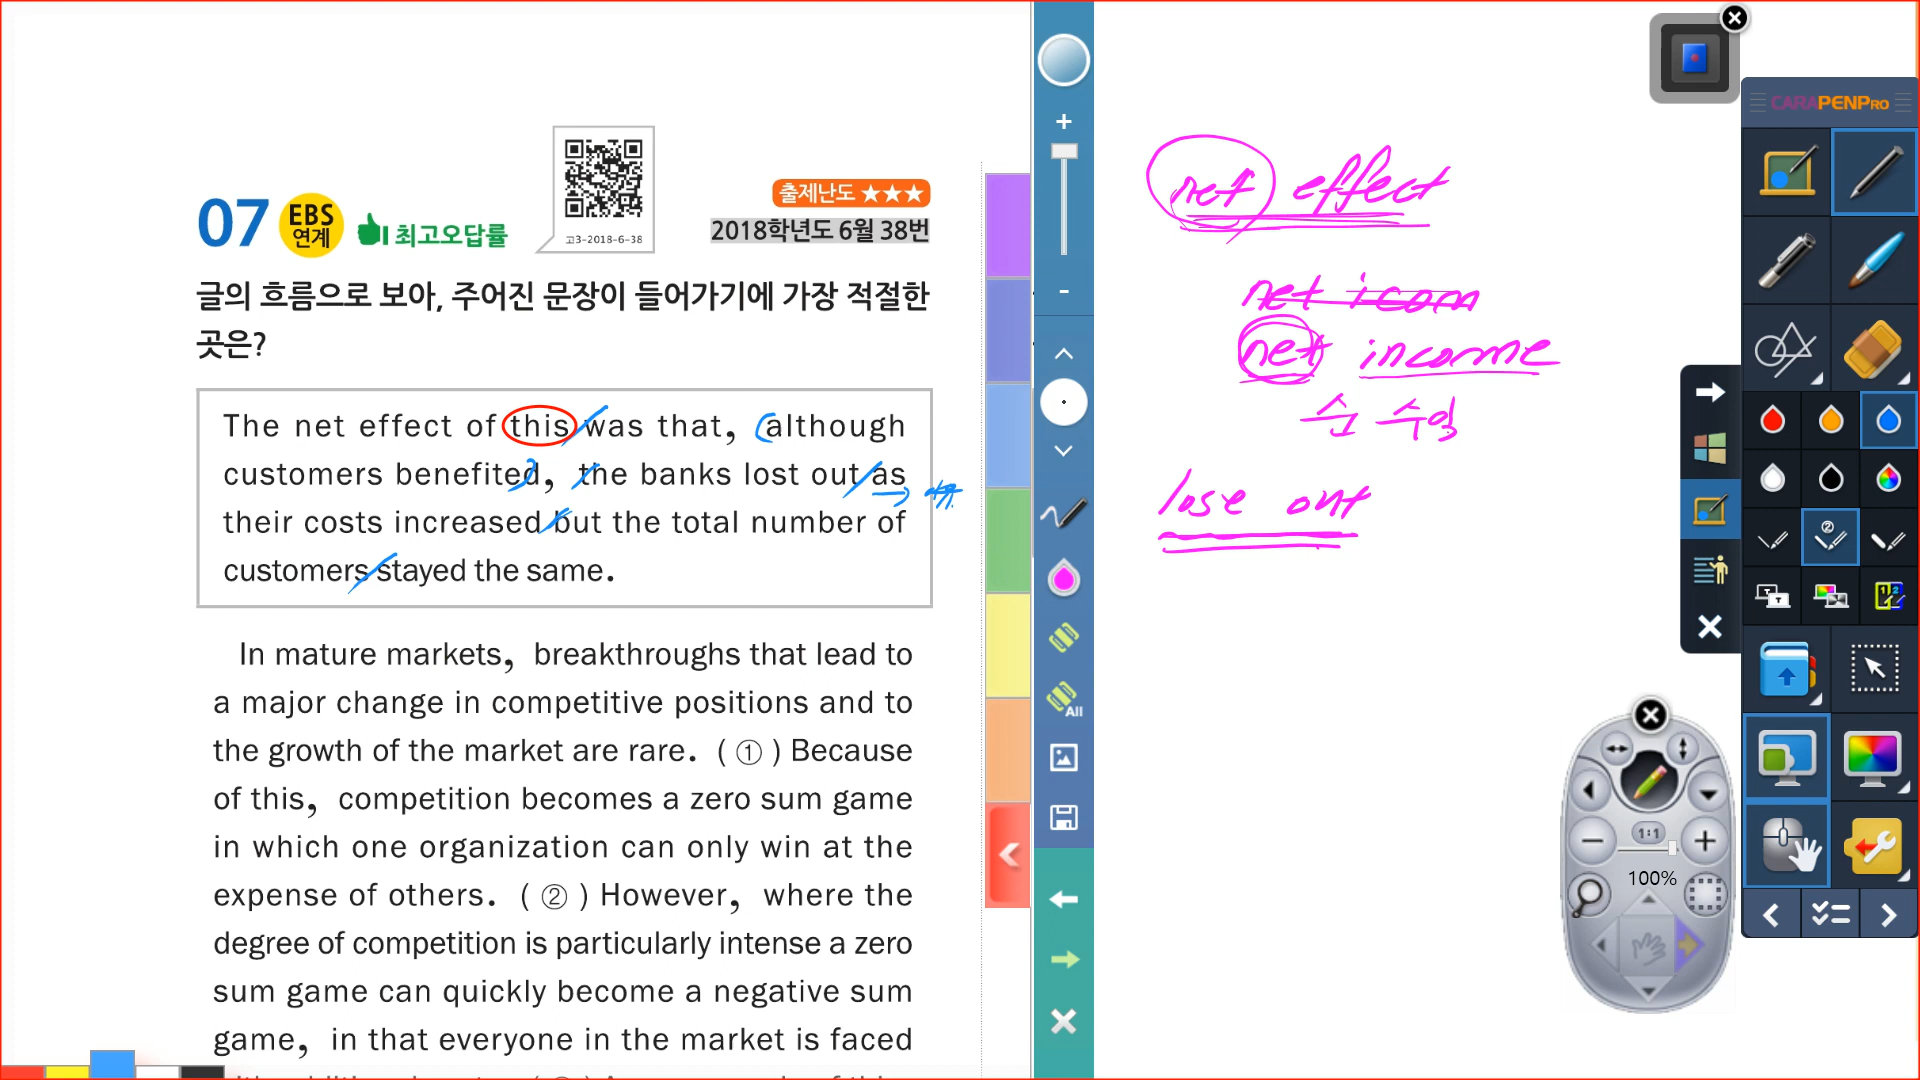 07 EBS 연계 최고오답률
고3-2018-6-38
출제난도 ★★★
2018학년도 6월 38번
글의 흐름으로 보아, 주어진 문장이 들어가기에 가장 적절한
곳은?
The net effect of this was that, although
customers benefited, the banks lost out as
their costs increased but the total number of
customers stayed the same.
In mature markets, breakthroughs that lead to
a major change in competitive positions and to
the growth of the market are rare. ( ① ) Because
of this, competition becomes a zero sum game
in which one organization can only win at the
expense of others. ( ② ) However, where the
degree of competition is particularly intense a zero
sum game can quickly become a negative sum
game, in that everyone in the market is faced
All
net effect
net icom
net income
순 수익
lose out
CARAPENPRO
②
1:1
100%